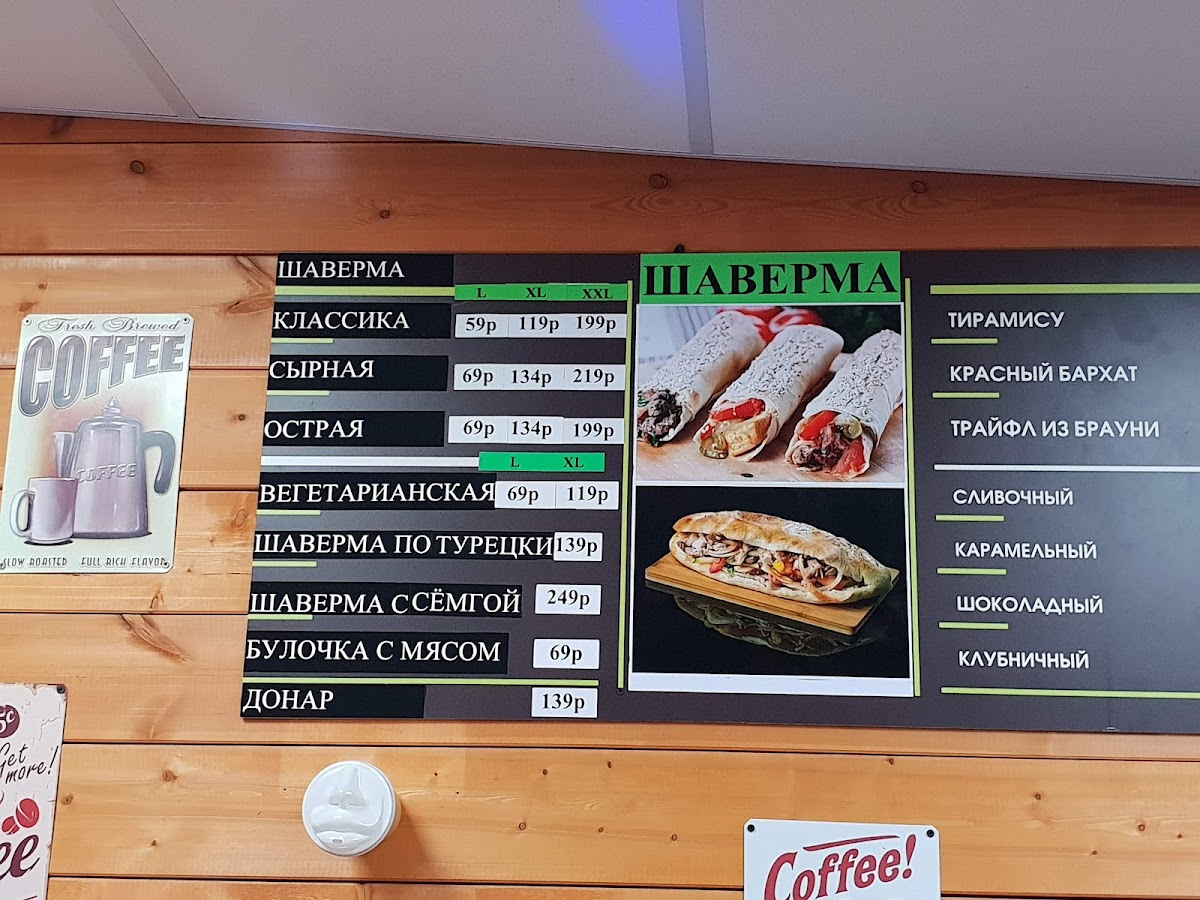 Fresh Brewed
COFFEE
COFFEE
SLOW ROASTED FULL RICH FLAVOR
5¢
Get
more!
ШАВЕРМА
L XL XXL
КЛАССИКА 59р 119р 199р
СЫРНАЯ 69р 134р 219р
ОСТРАЯ 69р 134р 199р
L XL
ВЕГЕТАРИАНСКАЯ 69р 119р
ШАВЕРМА ПО ТУРЕЦКИ 139р
ШАВЕРМА С СЁМГОЙ 249р
БУЛОЧКА С МЯСОМ 69р
ДОНАР 139р
ШАВЕРМА
ТИРАМИСУ
КРАСНЫЙ БАРХАТ
ТРАЙФЛ ИЗ БРАУНИ
СЛИВОЧНЫЙ
КАРАМЕЛЬНЫЙ
ШОКОЛАДНЫЙ
КЛУБНИЧНЫЙ
Coffee!